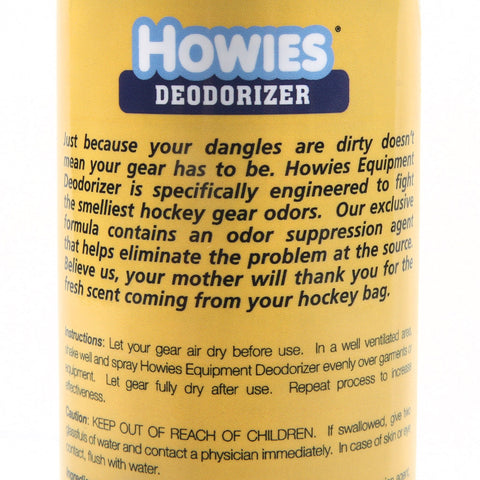 HOWIES
DEODORIZER
Just because your dangles are dirty doesn't
mean your gear has to be. Howies Equipment
Deodorizer is specifically engineered to fight
the smelliest hockey gear odors. Our exclusive
formula contains an odor suppression agent
that helps eliminate the problem at the source.
Believe us, your mother will thank you for the
fresh scent coming from your hockey bag.
Instructions: Let your gear air dry before use. In a well ventilated area,
shake well and spray Howies Equipment Deodorizer evenly over garments or
equipment. Let gear fully dry after use. Repeat process to increase
effectiveness.
Caution: KEEP OUT OF REACH OF CHILDREN. If swallowed, give two
glassfuls of water and contact a physician immediately. In case of skin or eye
contact, flush with water.